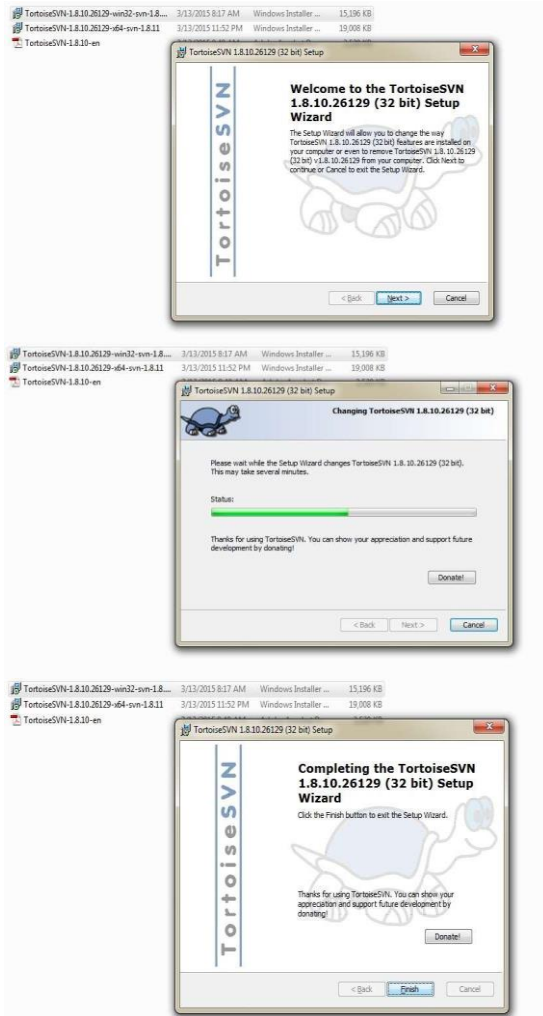 TortoiseSVN-1.8.10.26129-win32-svn-1.8.... 3/13/2015 8:17 AM Windows Installer ... 15,196 KB
TortoiseSVN-1.8.10.26129-x64-svn-1.8.11 3/13/2015 11:52 PM Windows Installer ... 19,008 KB
TortoiseSVN-1.8.10-en
TortoiseSVN 1.8.10.26129 (32 bit) Setup
TortoiseSVN
Welcome to the TortoiseSVN
1.8.10.26129 (32 bit) Setup
Wizard
The Setup Wizard will allow you to change the way
TortoiseSVN 1.8.10.26129 (32 bit) features are installed on
your computer or even to remove TortoiseSVN 1.8.10.26129
(32 bit) v1.8.10.26129 from your computer. Click Next to
continue or Cancel to exit the Setup Wizard.
< Back Next > Cancel
TortoiseSVN-1.8.10.26129-win32-svn-1.8.... 3/13/2015 8:17 AM Windows Installer ... 15,196 KB
TortoiseSVN-1.8.10.26129-x64-svn-1.8.11 3/13/2015 11:52 PM Windows Installer ... 19,008 KB
TortoiseSVN-1.8.10-en
TortoiseSVN 1.8.10.26129 (32 bit) Setup
Changing TortoiseSVN 1.8.10.26129 (32 bit)
Please wait while the Setup Wizard changes TortoiseSVN 1.8.10.26129 (32 bit).
This may take several minutes.
Status:
Thanks for using TortoiseSVN. You can show your appreciation and support future
development by donating!
Donate!
< Back Next > Cancel
TortoiseSVN-1.8.10.26129-win32-svn-1.8.... 3/13/2015 8:17 AM Windows Installer ... 15,196 KB
TortoiseSVN-1.8.10.26129-x64-svn-1.8.11 3/13/2015 11:52 PM Windows Installer ... 19,008 KB
TortoiseSVN-1.8.10-en
TortoiseSVN 1.8.10.26129 (32 bit) Setup
TortoiseSVN
Completing the TortoiseSVN
1.8.10.26129 (32 bit) Setup
Wizard
Click the Finish button to exit the Setup Wizard.
Thanks for using TortoiseSVN. You can show your
appreciation and support future development by
donating!
Donate!
< Back Finish Cancel